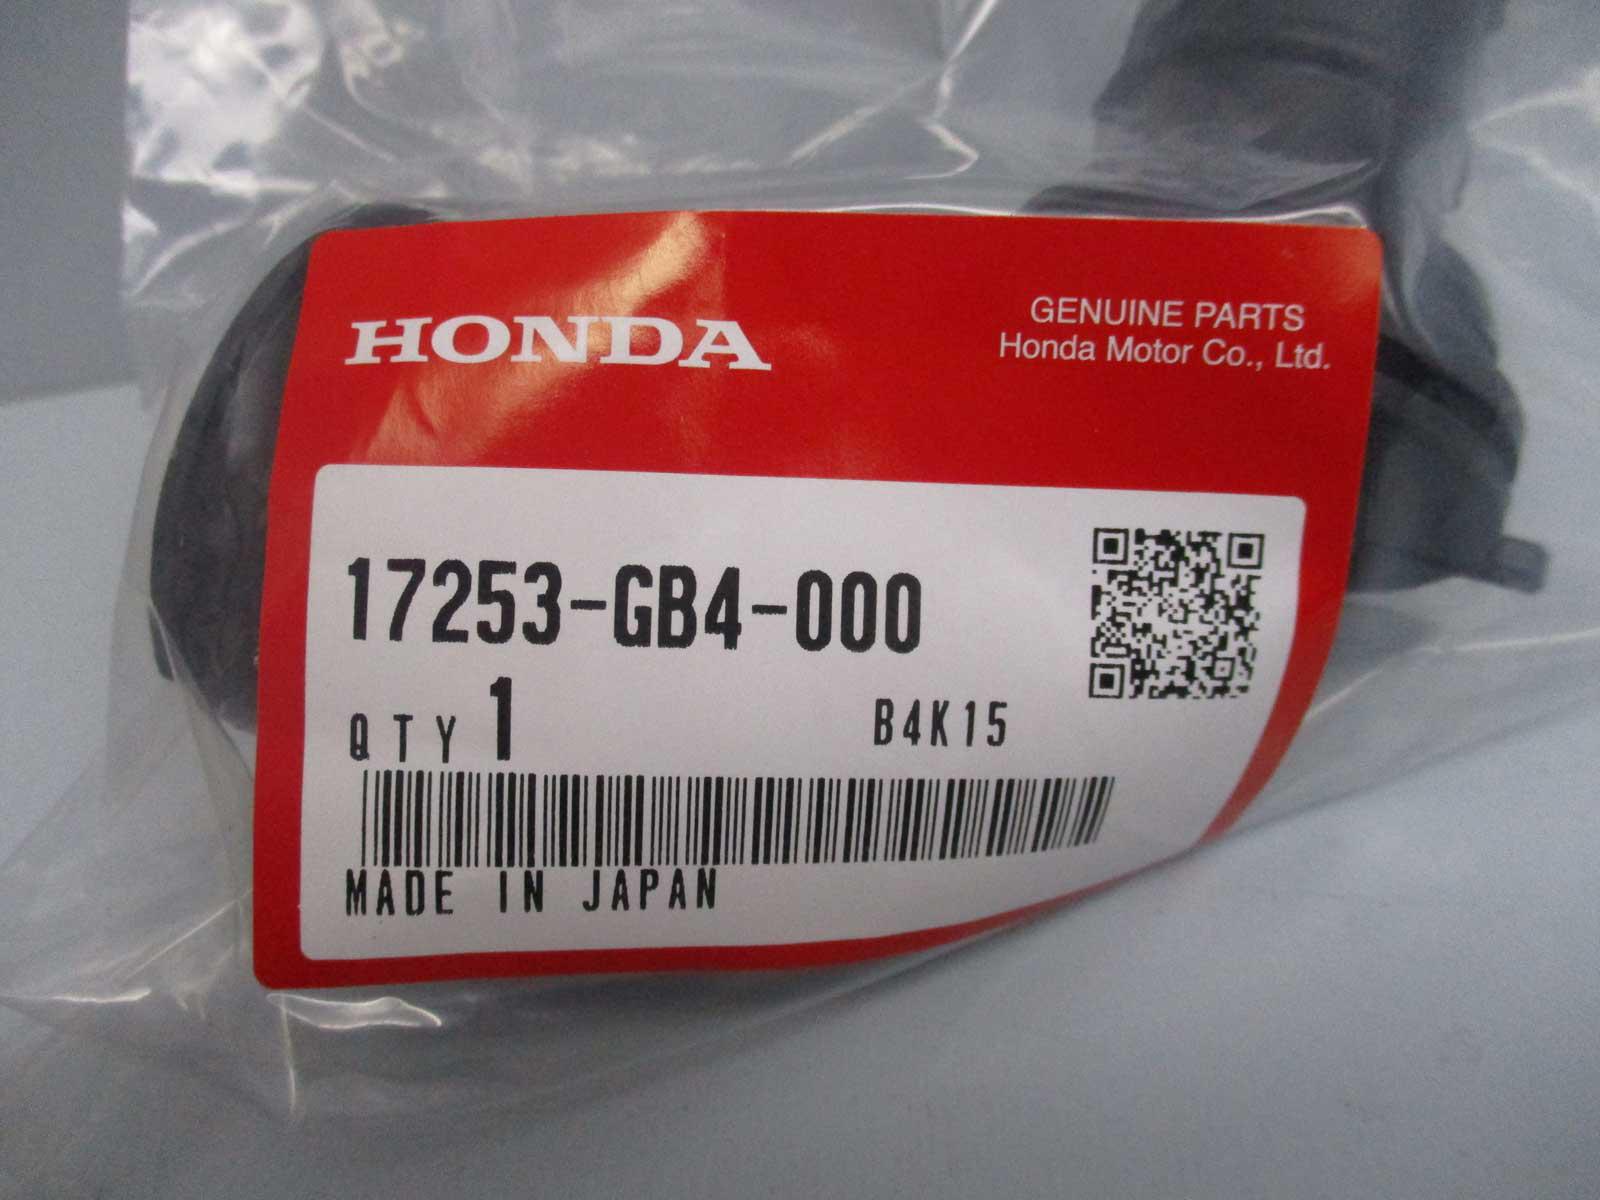 HONDA
GENUINE PARTS
Honda Motor Co., Ltd.
17253-GB4-000
QTY 1
B4K15
MADE IN JAPAN